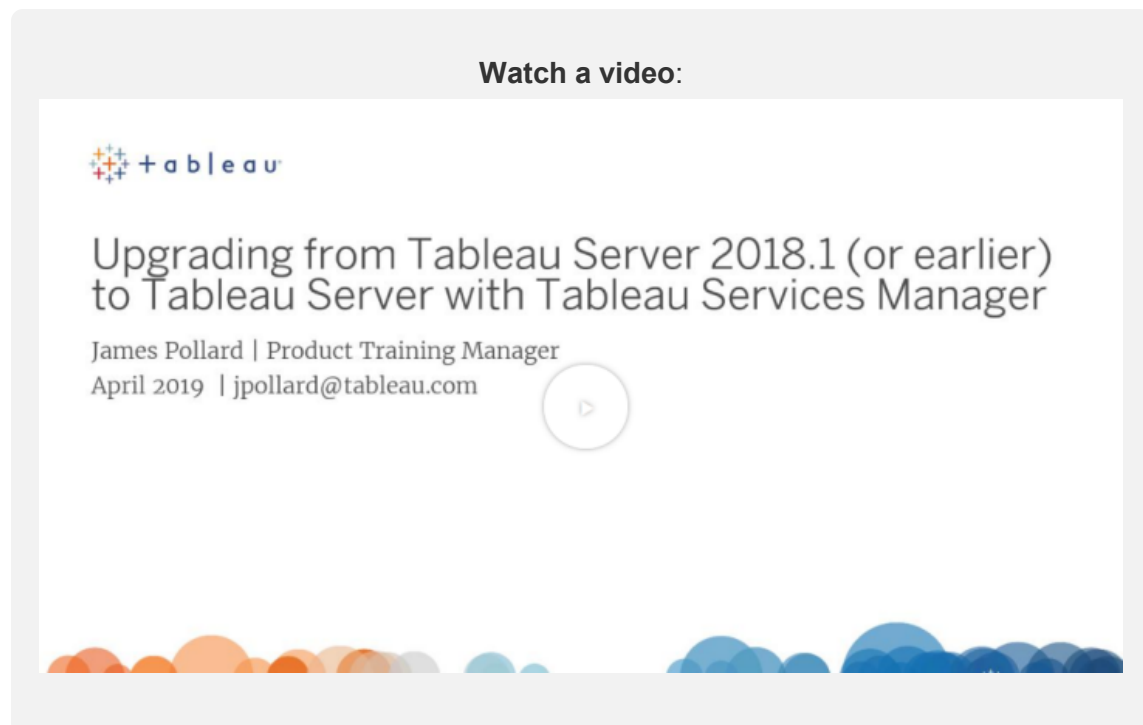 Watch a video:
+ableau
Upgrading from Tableau Server 2018.1 (or earlier)
to Tableau Server with Tableau Services Manager
James Pollard | Product Training Manager
April 2019 | jpollard@tableau.com